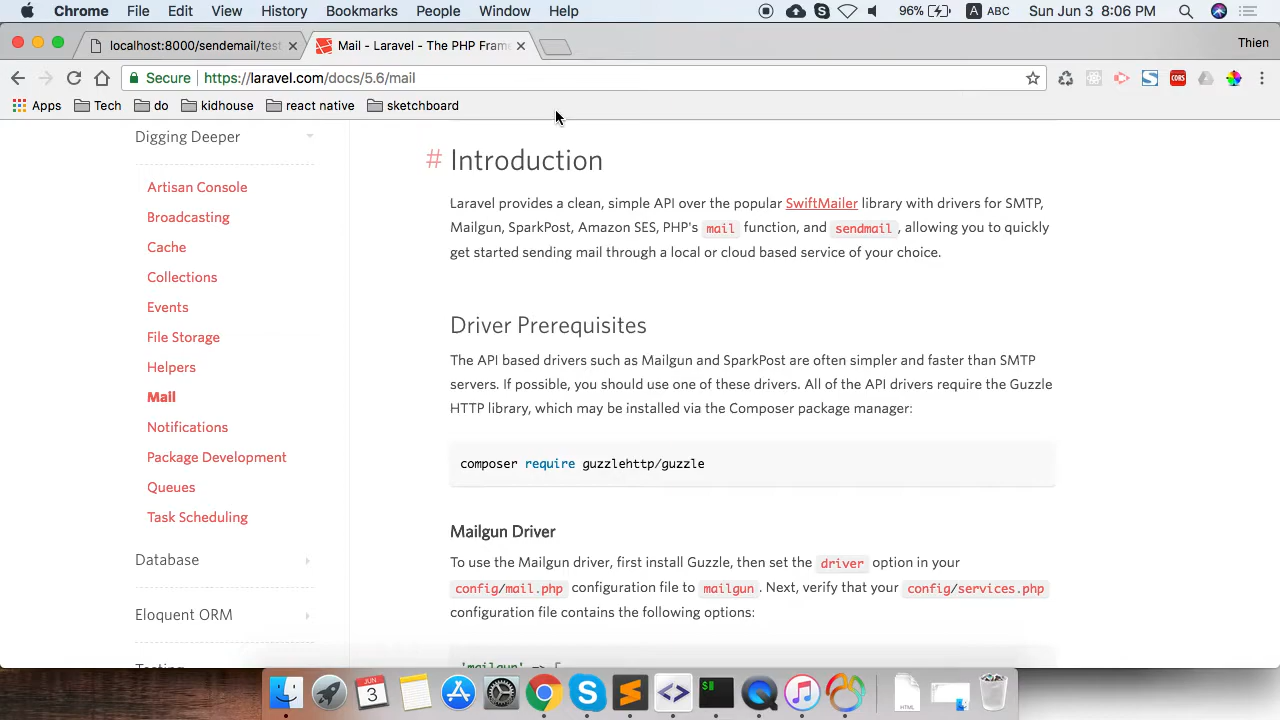 Chrome File Edit View History Bookmarks People Window Help 96% A ABC Sun Jun 3 8:06 PM
localhost:8000/sendemail/test Mail - Laravel - The PHP Frame Thien
Secure https://laravel.com/docs/5.6/mail
Apps Tech do kidhouse react native sketchboard
Digging Deeper
Artisan Console
Broadcasting
Cache
Collections
Events
File Storage
Helpers
Mail
Notifications
Package Development
Queues
Task Scheduling
Database
Eloquent ORM
Testing
# Introduction
Laravel provides a clean, simple API over the popular SwiftMailer library with drivers for SMTP,
Mailgun, SparkPost, Amazon SES, PHP's mail function, and sendmail, allowing you to quickly
get started sending mail through a local or cloud based service of your choice.
Driver Prerequisites
The API based drivers such as Mailgun and SparkPost are often simpler and faster than SMTP
servers. If possible, you should use one of these drivers. All of the API drivers require the Guzzle
HTTP library, which may be installed via the Composer package manager:
composer require guzzlehttp/guzzle
Mailgun Driver
To use the Mailgun driver, first install Guzzle, then set the driver option in your
config/mail.php configuration file to mailgun. Next, verify that your config/services.php
configuration file contains the following options:
'mailgun' => [
JUN
3
HTML